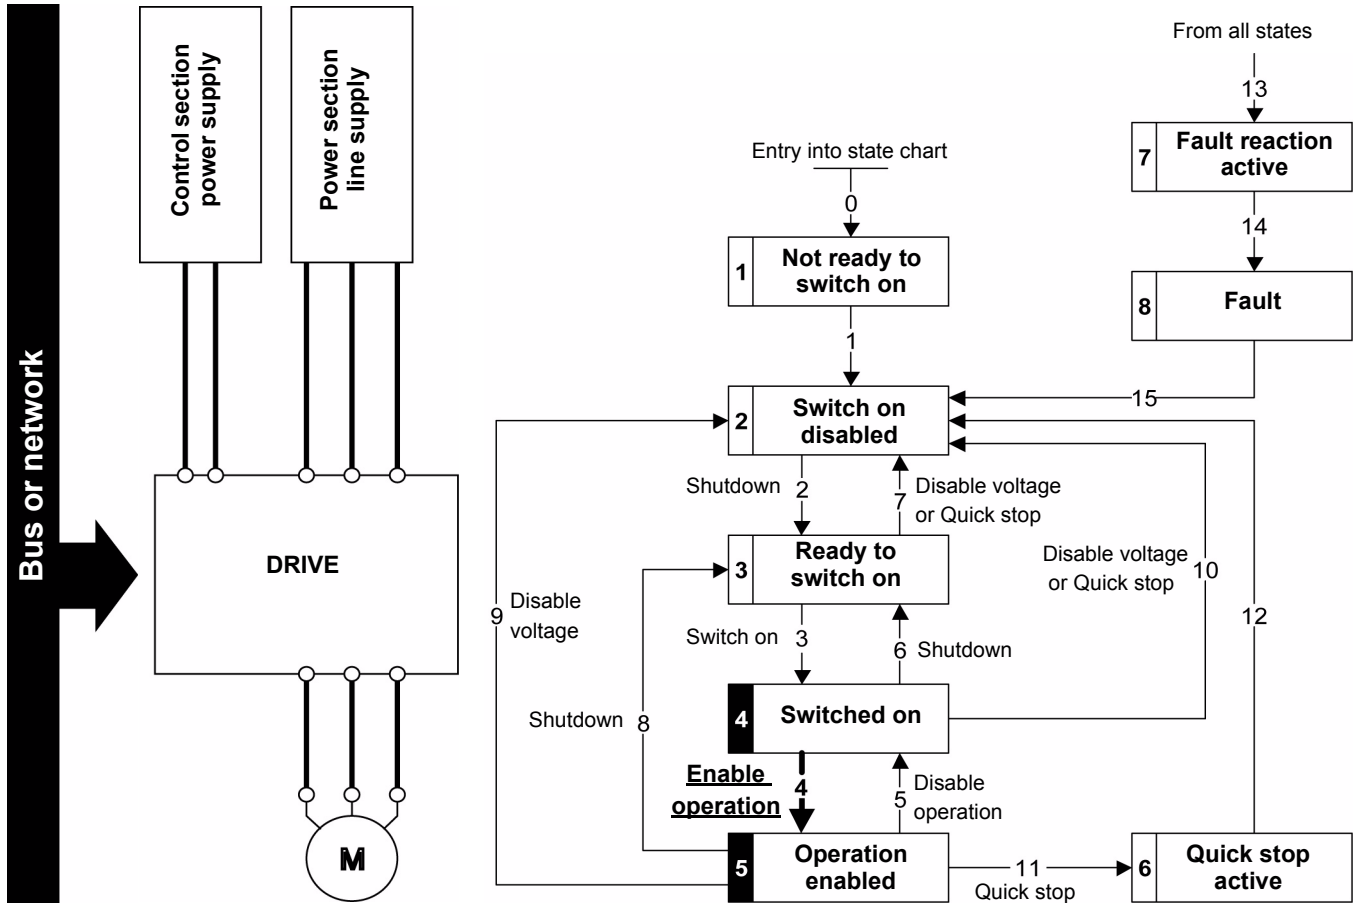 Bus or network
Control section
power supply
Power section
line supply
DRIVE
M
Entry into state chart
0
1
Not ready to
switch on
1
2
Switch on
disabled
Shutdown
2
7
Disable voltage
or Quick stop
3
Ready to
switch on
Switch on
3
6
Shutdown
4
Switched on
Enable
operation
4
5
Disable
operation
5
Operation
enabled
9
Disable
voltage
Shutdown
8
11
Quick stop
6
Quick stop
active
Disable voltage
or Quick stop
10
12
From all states
13
7
Fault reaction
active
14
8
Fault
15